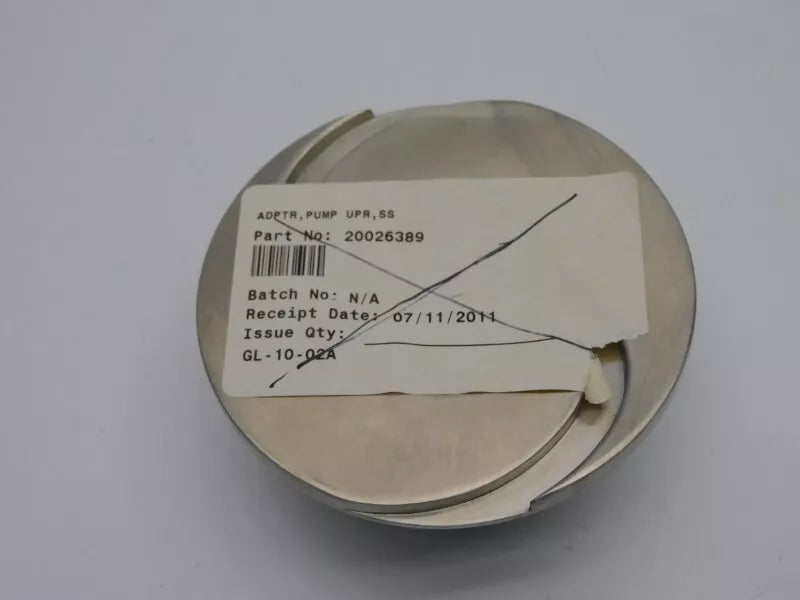 ADPTR,PUMP UPR,SS
Part No: 20026389
Batch No: N/A
Receipt Date: 07/11/2011
Issue Qty:
GL-10-02A